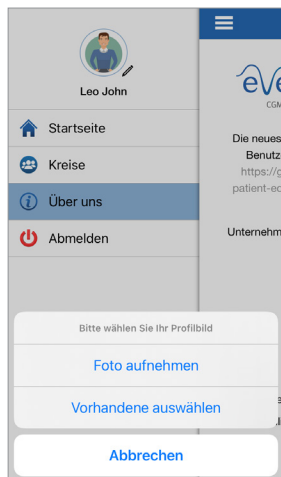 Leo John
Startseite
Kreise
Über uns
Abmelden
CGM
Die neues
Benutz
https://g
patient-ec
Unternehm
Bitte wählen Sie Ihr Profilbild
Foto aufnehmen
Vorhandene auswählen
Abbrechen